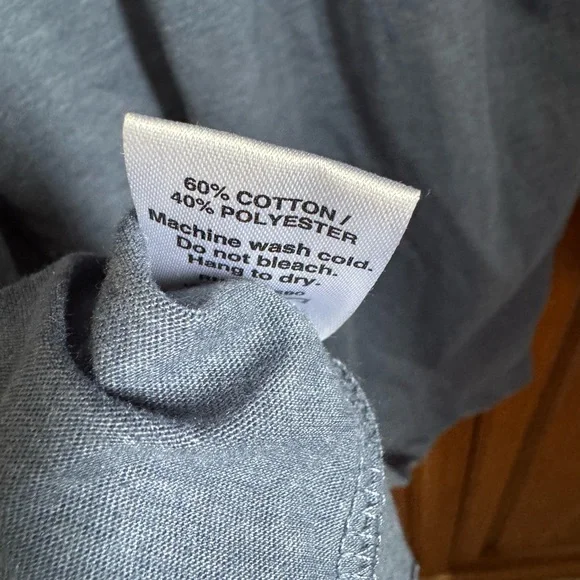 60% COTTON /
40% POLYESTER
Machine wash cold.
Do not bleach.
Hang to dry.